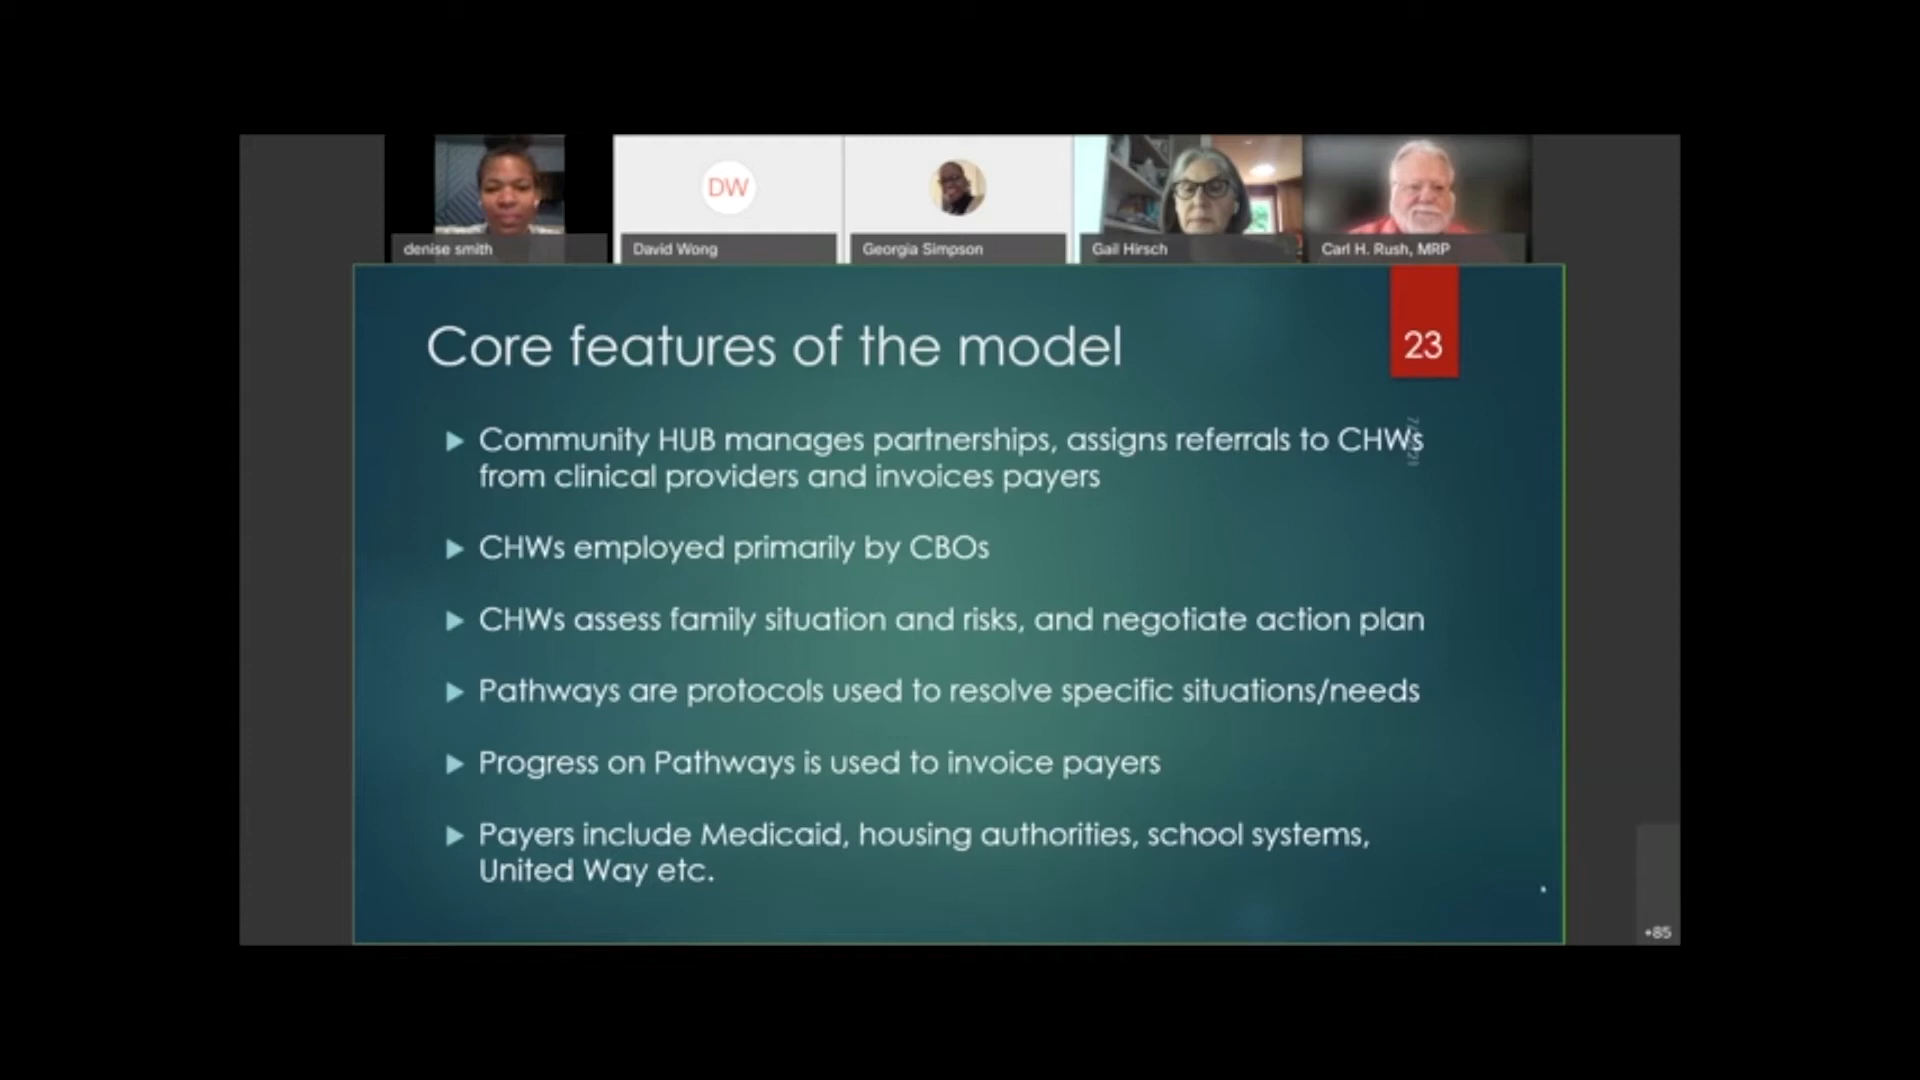 DW
denise smith
David Wong
Georgia Simpson
Gail Hirsch
Carl H. Rush, MRP
Core features of the model
23
Community HUB manages partnerships, assigns referrals to CHWs
from clinical providers and invoices payers
CHWs employed primarily by CBOs
CHWs assess family situation and risks, and negotiate action plan
Pathways are protocols used to resolve specific situations/needs
Progress on Pathways is used to invoice payers
Payers include Medicaid, housing authorities, school systems,
United Way etc.
+85